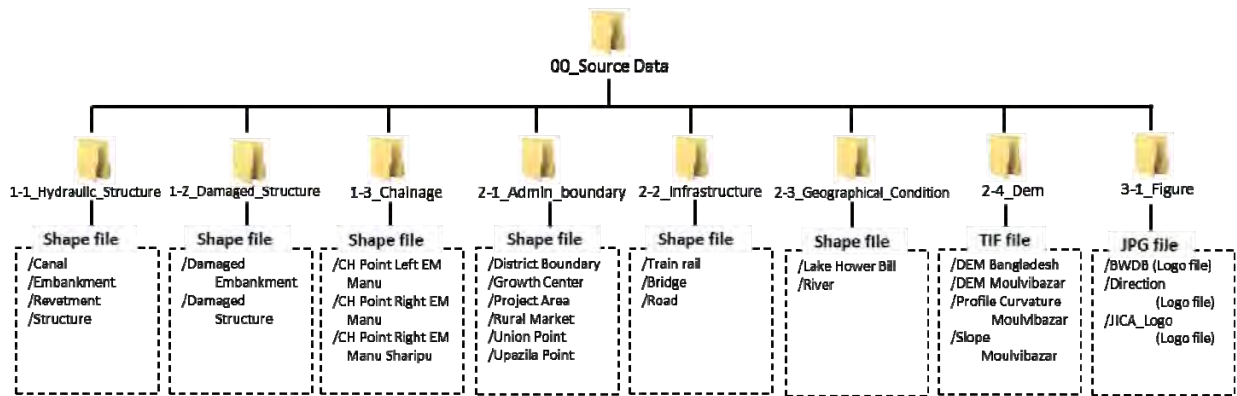 00_Source Data
1-1_Hydraulic_Structure
1-2_Damaged_Structure
1-3_Chainage
2-1_Admin_boundary
2-2_Infrastructure
2-3_Geographical_Condition
2-4_Dem
3-1_Figure
Shape file
/Canal
/Embankment
/Revetment
/Structure
Shape file
/Damaged
Embankment
/Damaged
Structure
Shape file
/CH Point Left EM
Manu
/CH Point Right EM
Manu
/CH Point Right EM
Manu Sharipu
Shape file
/District Boundary
/Growth Center
/Project Area
/Rural Market
/Union Point
/Upazila Point
Shape file
/Train rail
/Bridge
/Road
Shape file
/Lake Hower Bill
/River
TIF file
/DEM Bangladesh
/DEM Moulvibazar
/Profile Curvature
Moulvibazar
/Slope
Moulvibazar
JPG file
/BWDB (Logo file)
/Direction
(Logo file)
/JICA_Logo
(Logo file)